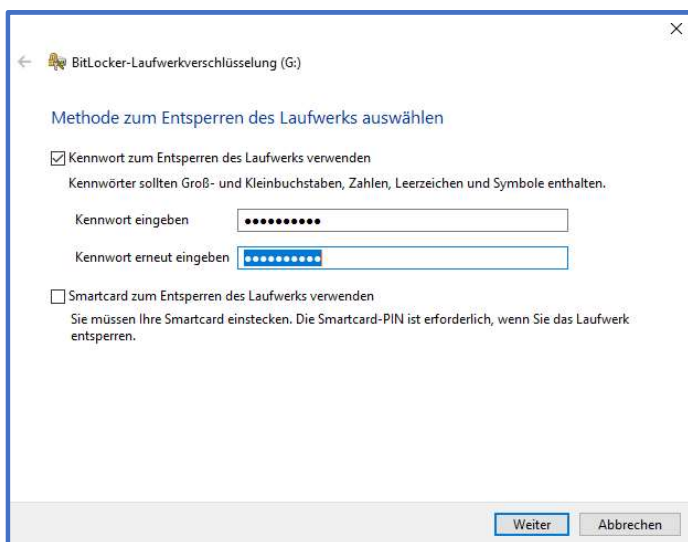 BitLocker-Laufwerkverschlüsselung (G:)
Methode zum Entsperren des Laufwerks auswählen
Kennwort zum Entsperren des Laufwerks verwenden
Kennwörter sollten Groß- und Kleinbuchstaben, Zahlen, Leerzeichen und Symbole enthalten.
Kennwort eingeben ●●●●●●●●●●
Kennwort erneut eingeben ●●●●●●●●●●
Smartcard zum Entsperren des Laufwerks verwenden
Sie müssen Ihre Smartcard einstecken. Die Smartcard-PIN ist erforderlich, wenn Sie das Laufwerk
entsperren.
Weiter Abbrechen